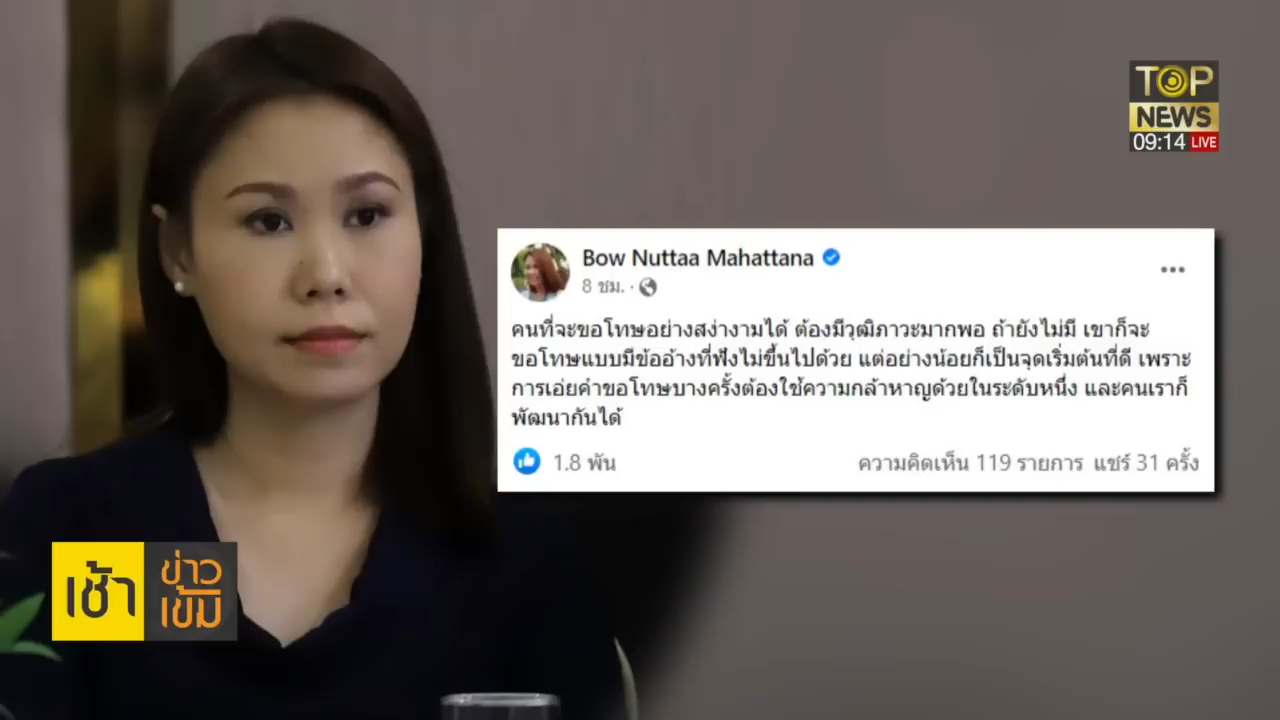 TOP
NEWS
09:14 LIVE
Bow Nuttaa Mahattana
8 ชม. ·
คนที่จะขอโทษอย่างสง่างามได้ ต้องมีวุฒิภาวะมากพอ ถ้ายังไม่มี เขาก็จะ
ขอโทษแบบมีข้ออ้างที่ฟังไม่ขึ้นไปด้วย แต่อย่างน้อยก็เป็นจุดเริ่มต้นที่ดี เพราะ
การเอ่ยคำขอโทษบางครั้งต้องใช้ความกล้าหาญด้วยในระดับหนึ่ง และคนเราก็
พัฒนากันได้
1.8 พัน ความคิดเห็น 119 รายการ แชร์ 31 ครั้ง
เช้า
ข่าว
เข้ม